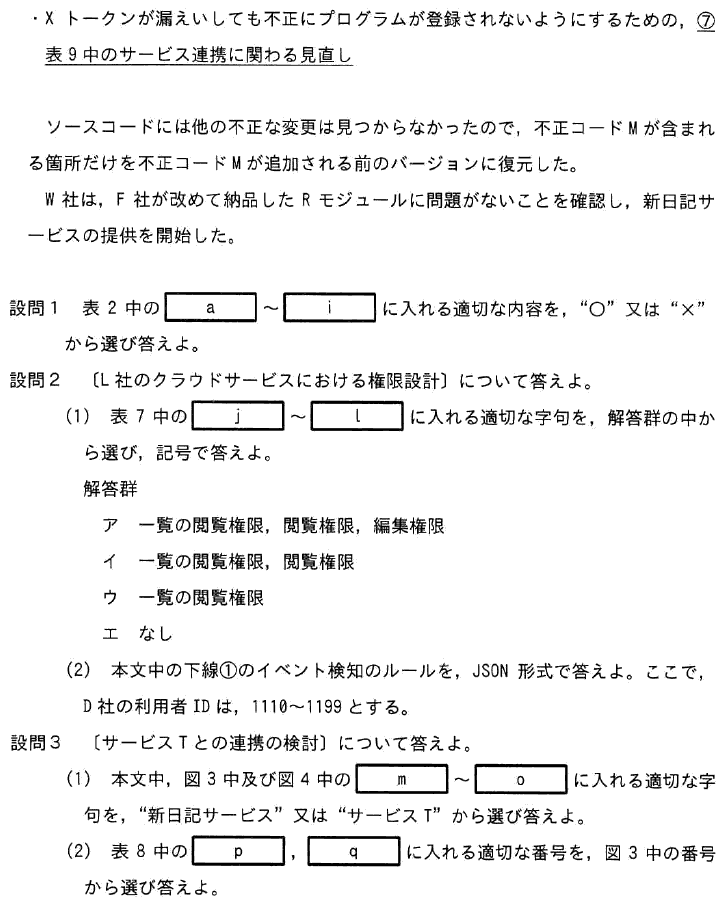 ・X トークンが漏えいしても不正にプログラムが登録されないようにするための，⑦
表 9 中のサービス連携に関わる見直し
ソースコードには他の不正な変更は見つからなかったので，不正コード M が含まれ
る箇所だけを不正コード M が追加される前のバージョンに復元した。
W 社は，F 社が改めて納品した R モジュールに問題がないことを確認し，新日記サ
ービスの提供を開始した。
設問１ 表 2 中の a ～ i に入れる適切な内容を，“〇” 又は “×”
から選び答えよ。
設問２ 〔L 社のクラウドサービスにおける権限設計〕について答えよ。
(1) 表 7 中の j ～ l に入れる適切な字句を，解答群の中か
ら選び，記号で答えよ。
解答群
ア 一覧の閲覧権限，閲覧権限，編集権限
イ 一覧の閲覧権限，閲覧権限
ウ 一覧の閲覧権限
エ なし
(2) 本文中の下線①のイベント検知のルールを，JSON 形式で答えよ。ここで，
D 社の利用者 ID は，1110～1199 とする。
設問３ 〔サービス T との連携の検討〕について答えよ。
(1) 本文中，図 3 中及び図 4 中の m ～ o に入れる適切な字
句を，“新日記サービス” 又は “サービス T” から選び答えよ。
(2) 表 8 中の p ， q に入れる適切な番号を，図 3 中の番号
から選び答えよ。